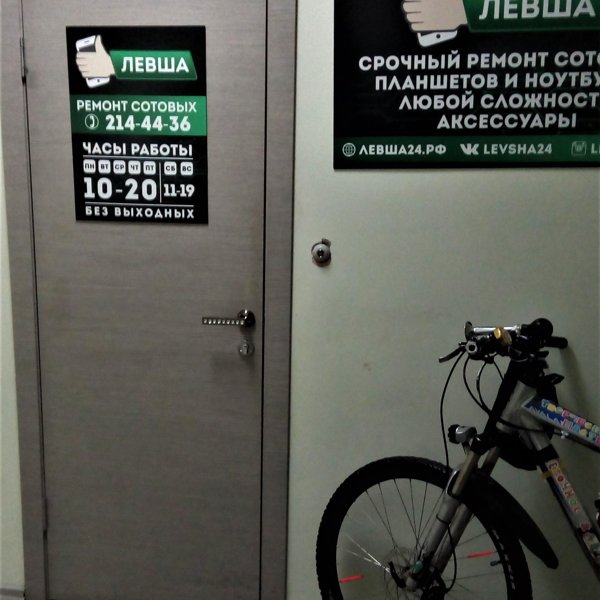 ЛЕВША
РЕМОНТ СОТОВЫХ
214-44-36
ЧАСЫ РАБОТЫ
ПН ВТ СР ЧТ ПТ СБ ВС
10-20 11-19
БЕЗ ВЫХОДНЫХ
ЛЕВША
СРОЧНЫЙ РЕМОНТ СОТО
ПЛАНШЕТОВ И НОУТБУ
ЛЮБОЙ СЛОЖНОСТ
АКСЕССУАРЫ
ЛЕВША24.РФ LEVSHA24